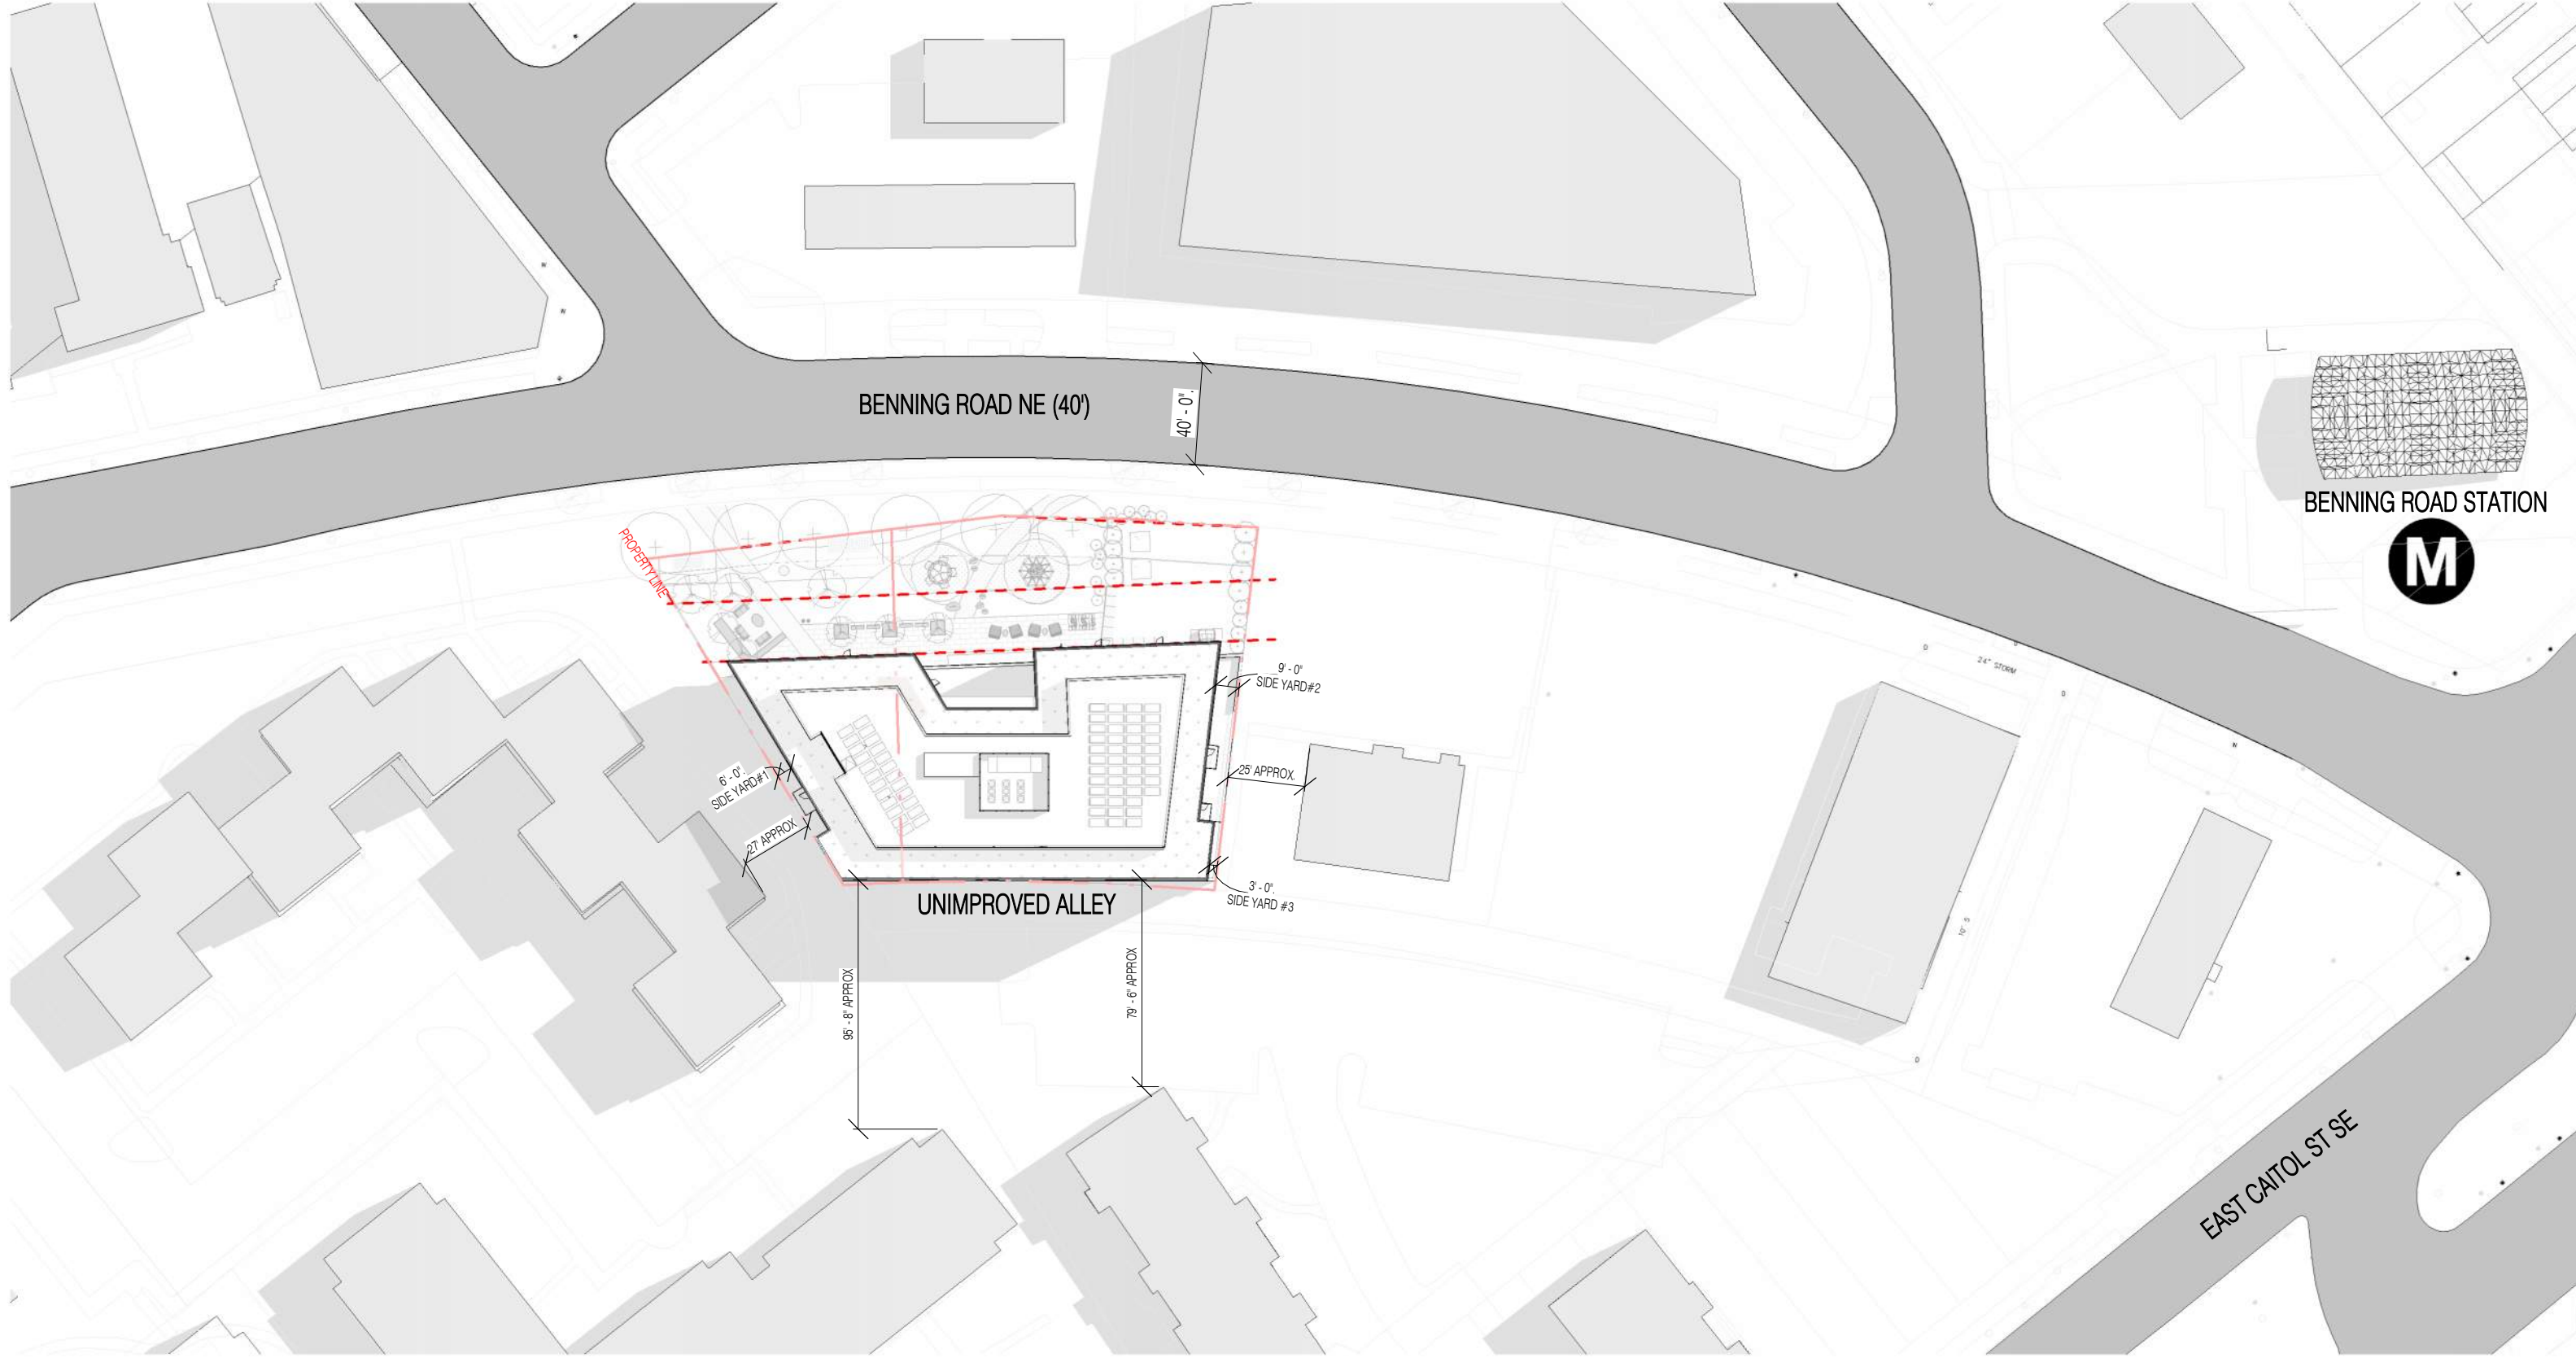 BENNING ROAD NE (40')
40' - 0"
BENNING ROAD STATION
M
PROPERTY LINE
9' - 0"
SIDE YARD#2
24" STORM
6' - 0"
SIDE YARD#1
25' APPROX.
27' APPROX
3' - 0"
SIDE YARD #3
UNIMPROVED ALLEY
95' - 8" APPROX
79' - 6" APPROX
EAST CAITOL ST SE